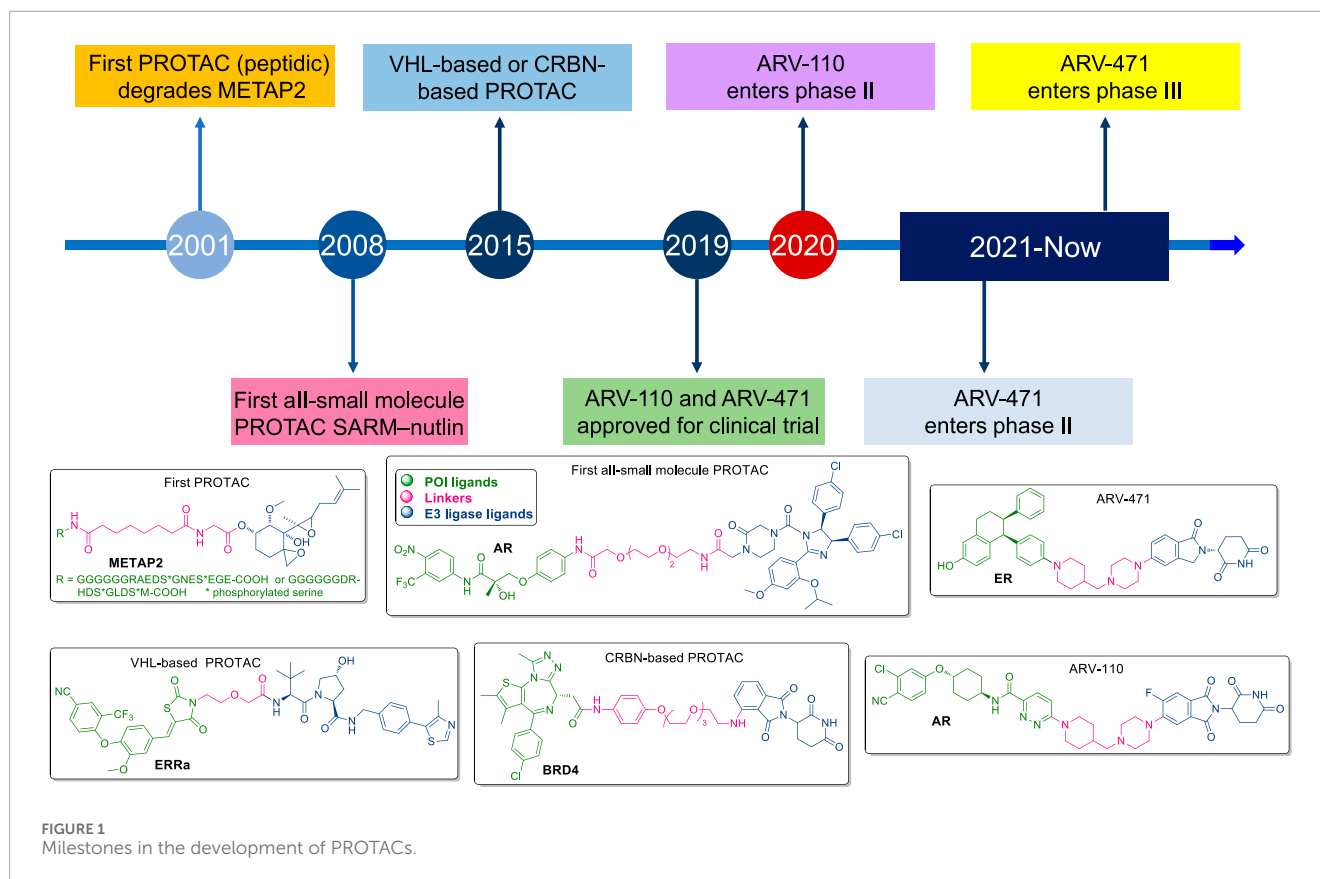 First PROTAC (peptidic)
degrades METAP2
VHL-based or CRBN-
based PROTAC
ARV-110
enters phase II
ARV-471
enters phase III
2001
2008
2015
2019
2020
2021-Now
First all-small molecule
PROTAC SARM–nutlin
ARV-110 and ARV-471
approved for clinical trial
ARV-471
enters phase II
First PROTAC
METAP2
R = GGGGGGRAEDS*GNES*EGE-COOH or GGGGGGDR-
HDS*GLDS*M-COOH * phosphorylated serine
First all-small molecule PROTAC
POI ligands
Linkers
E3 ligase ligands
AR
ARV-471
ER
VHL-based PROTAC
ERRa
CRBN-based PROTAC
BRD4
ARV-110
AR
FIGURE 1
Milestones in the development of PROTACs.